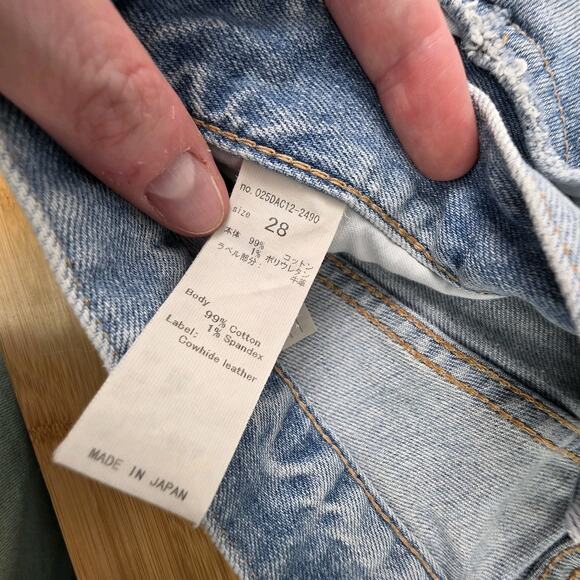 no. 025DAC12-2490
size
28
本体 99% コットン
1% ポリウレタン
ラベル部分: 牛革
Body
99% Cotton
1% Spandex
Label:
Cowhide leather
MADE IN JAPAN